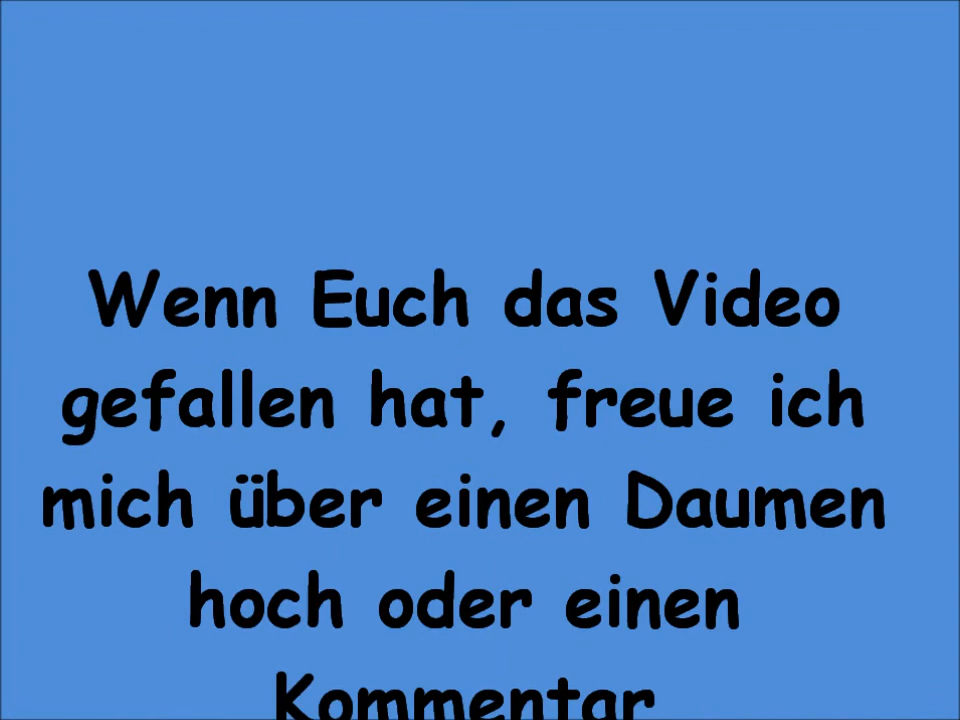 Wenn Euch das Video
gefallen hat, freue ich
mich über einen Daumen
hoch oder einen
Kommentar